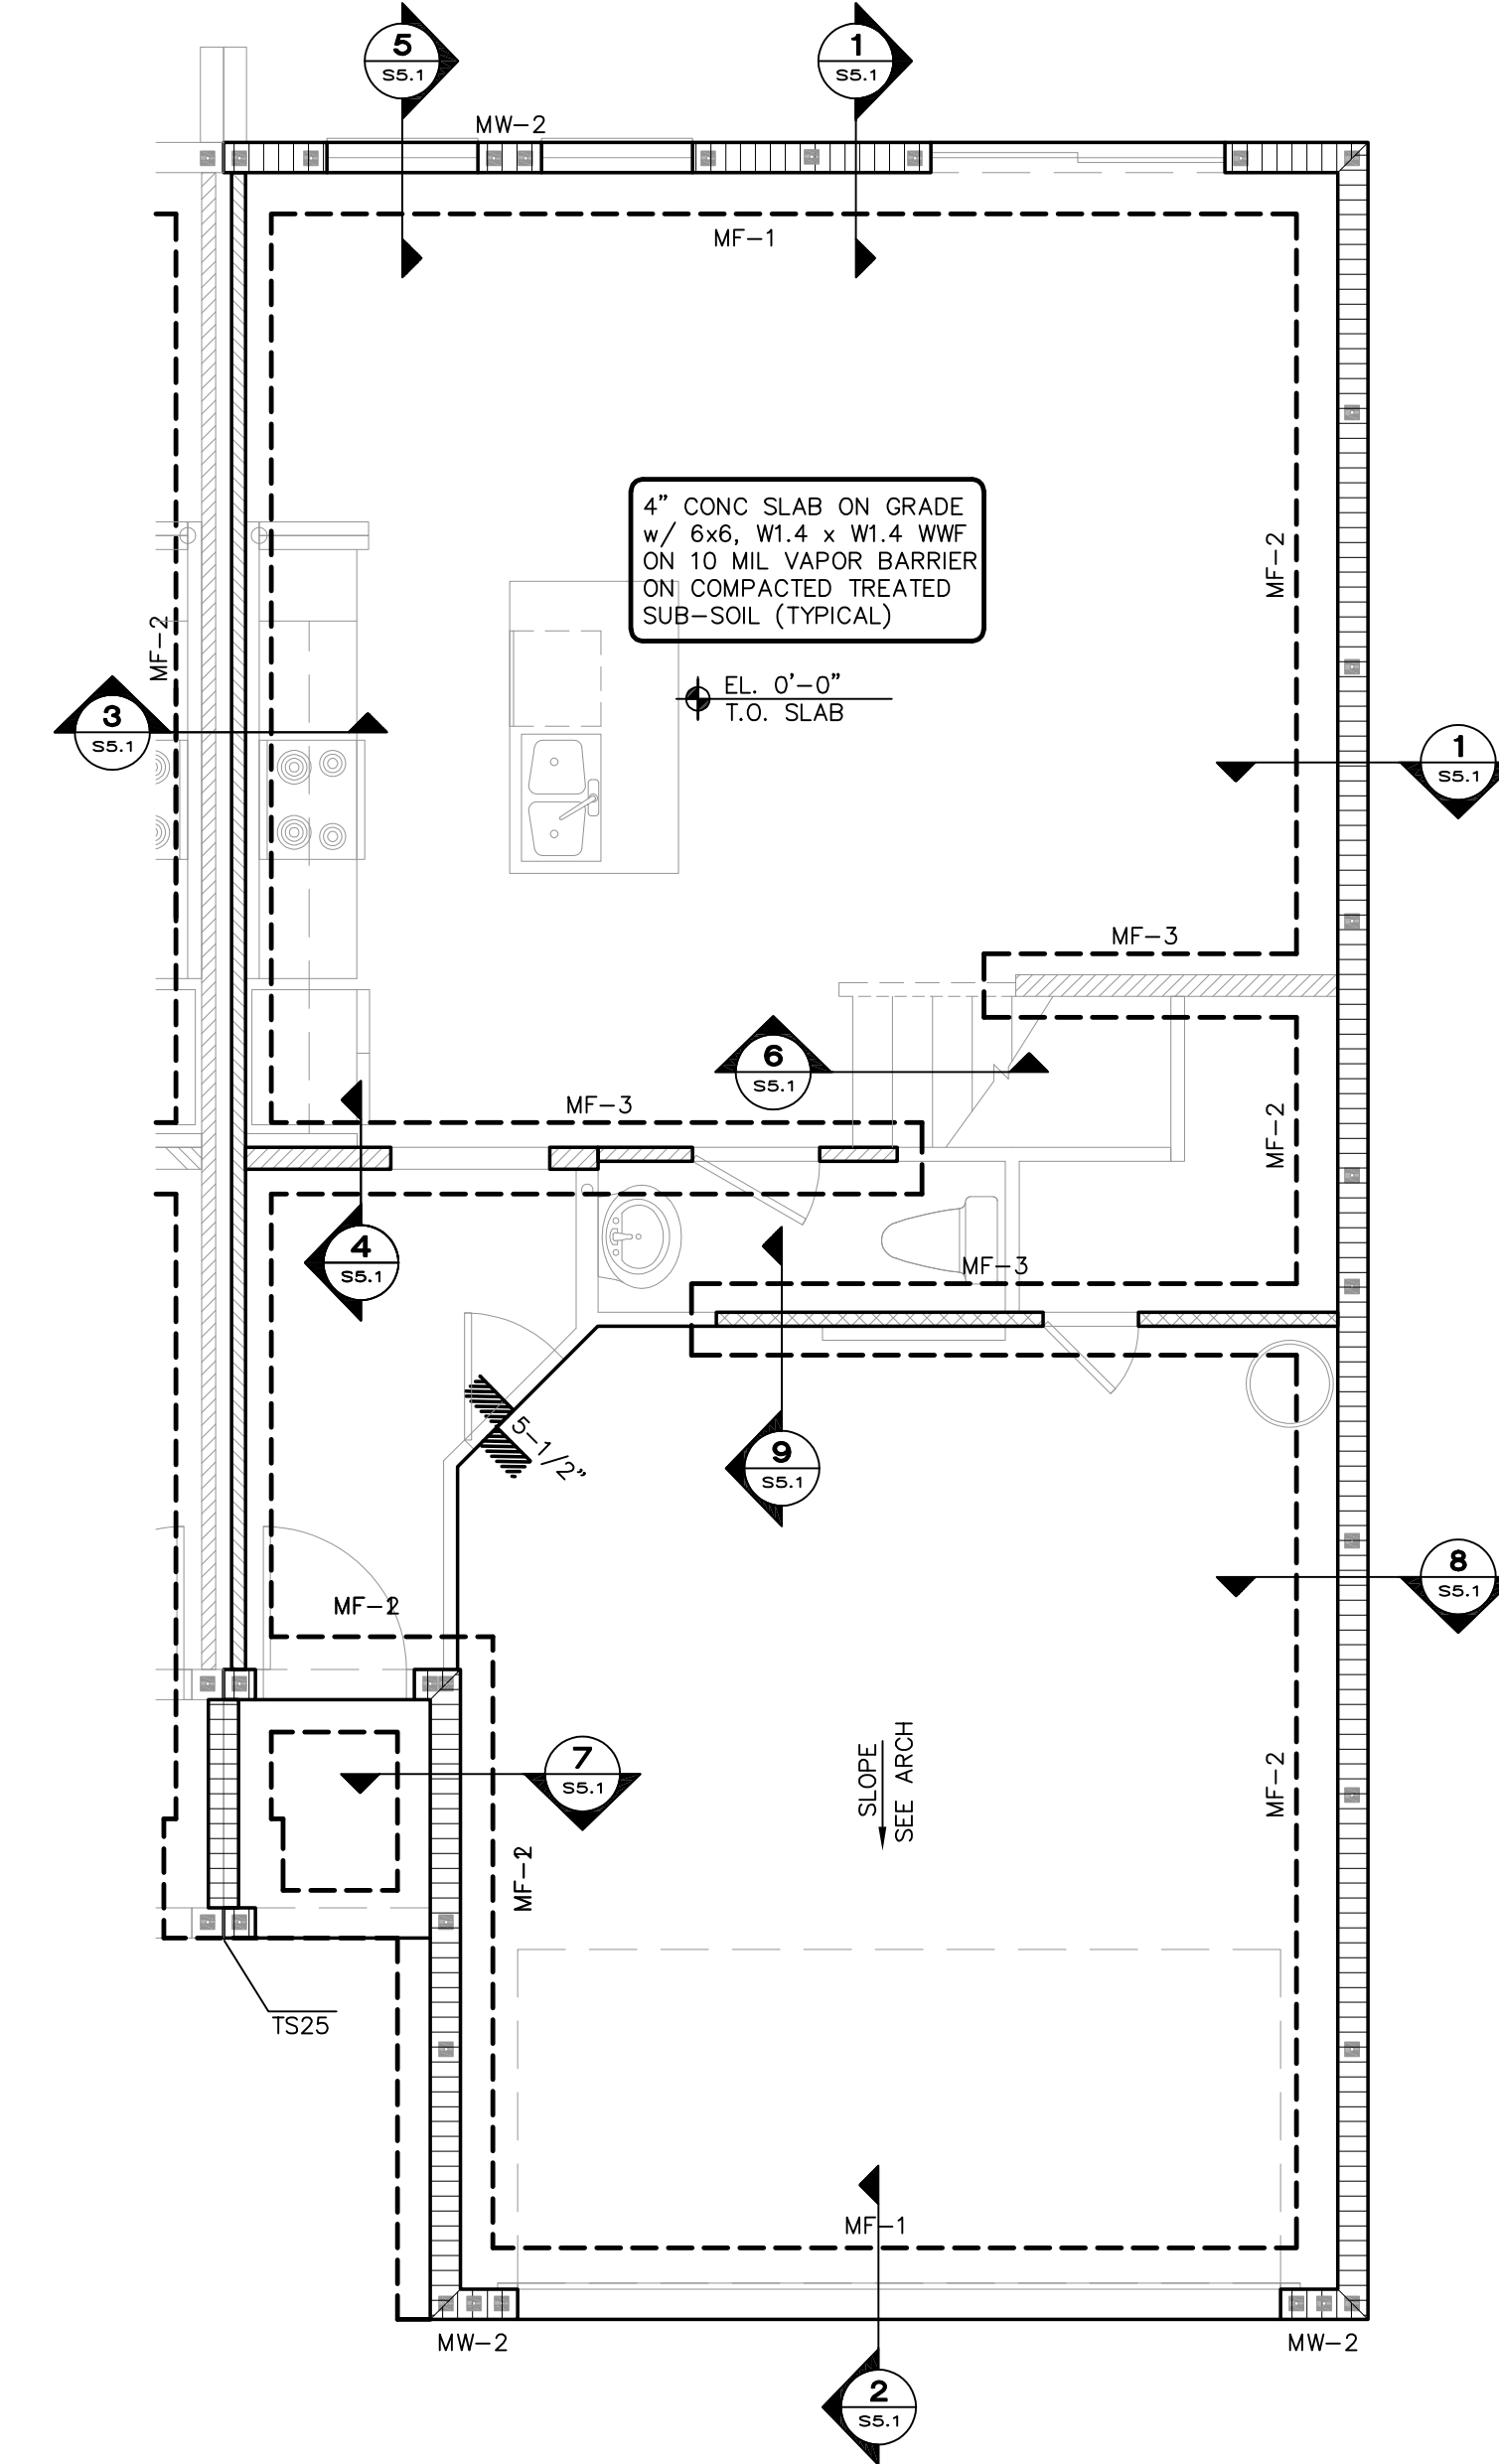 5
S5.1
1
S5.1
MW-2
MF-1
4" CONC SLAB ON GRADE
w/ 6x6, W1.4 x W1.4 WWF
ON 10 MIL VAPOR BARRIER
ON COMPACTED TREATED
SUB-SOIL (TYPICAL)
MF-2
MF-2
EL. 0'-0"
T.O. SLAB
3
S5.1
1
S5.1
MF-3
6
S5.1
MF-3
MF-2
4
S5.1
MF-3
5-1/2"
9
S5.1
8
S5.1
MF-2
7
S5.1
SLOPE
SEE ARCH
MF-2
MF-2
TS25
MF-1
MW-2
MW-2
2
S5.1